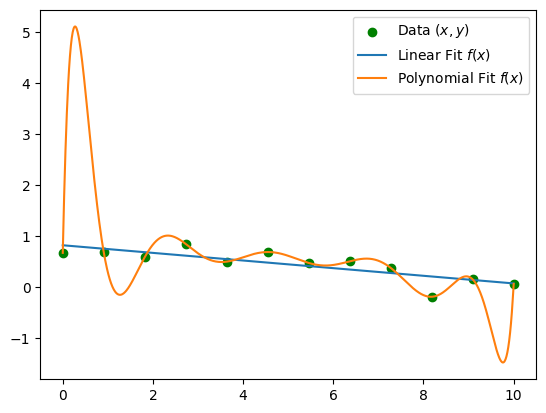 Data (x, y)
Linear Fit f(x)
Polynomial Fit f(x)
5
4
3
2
1
0
−1
0 2 4 6 8 10